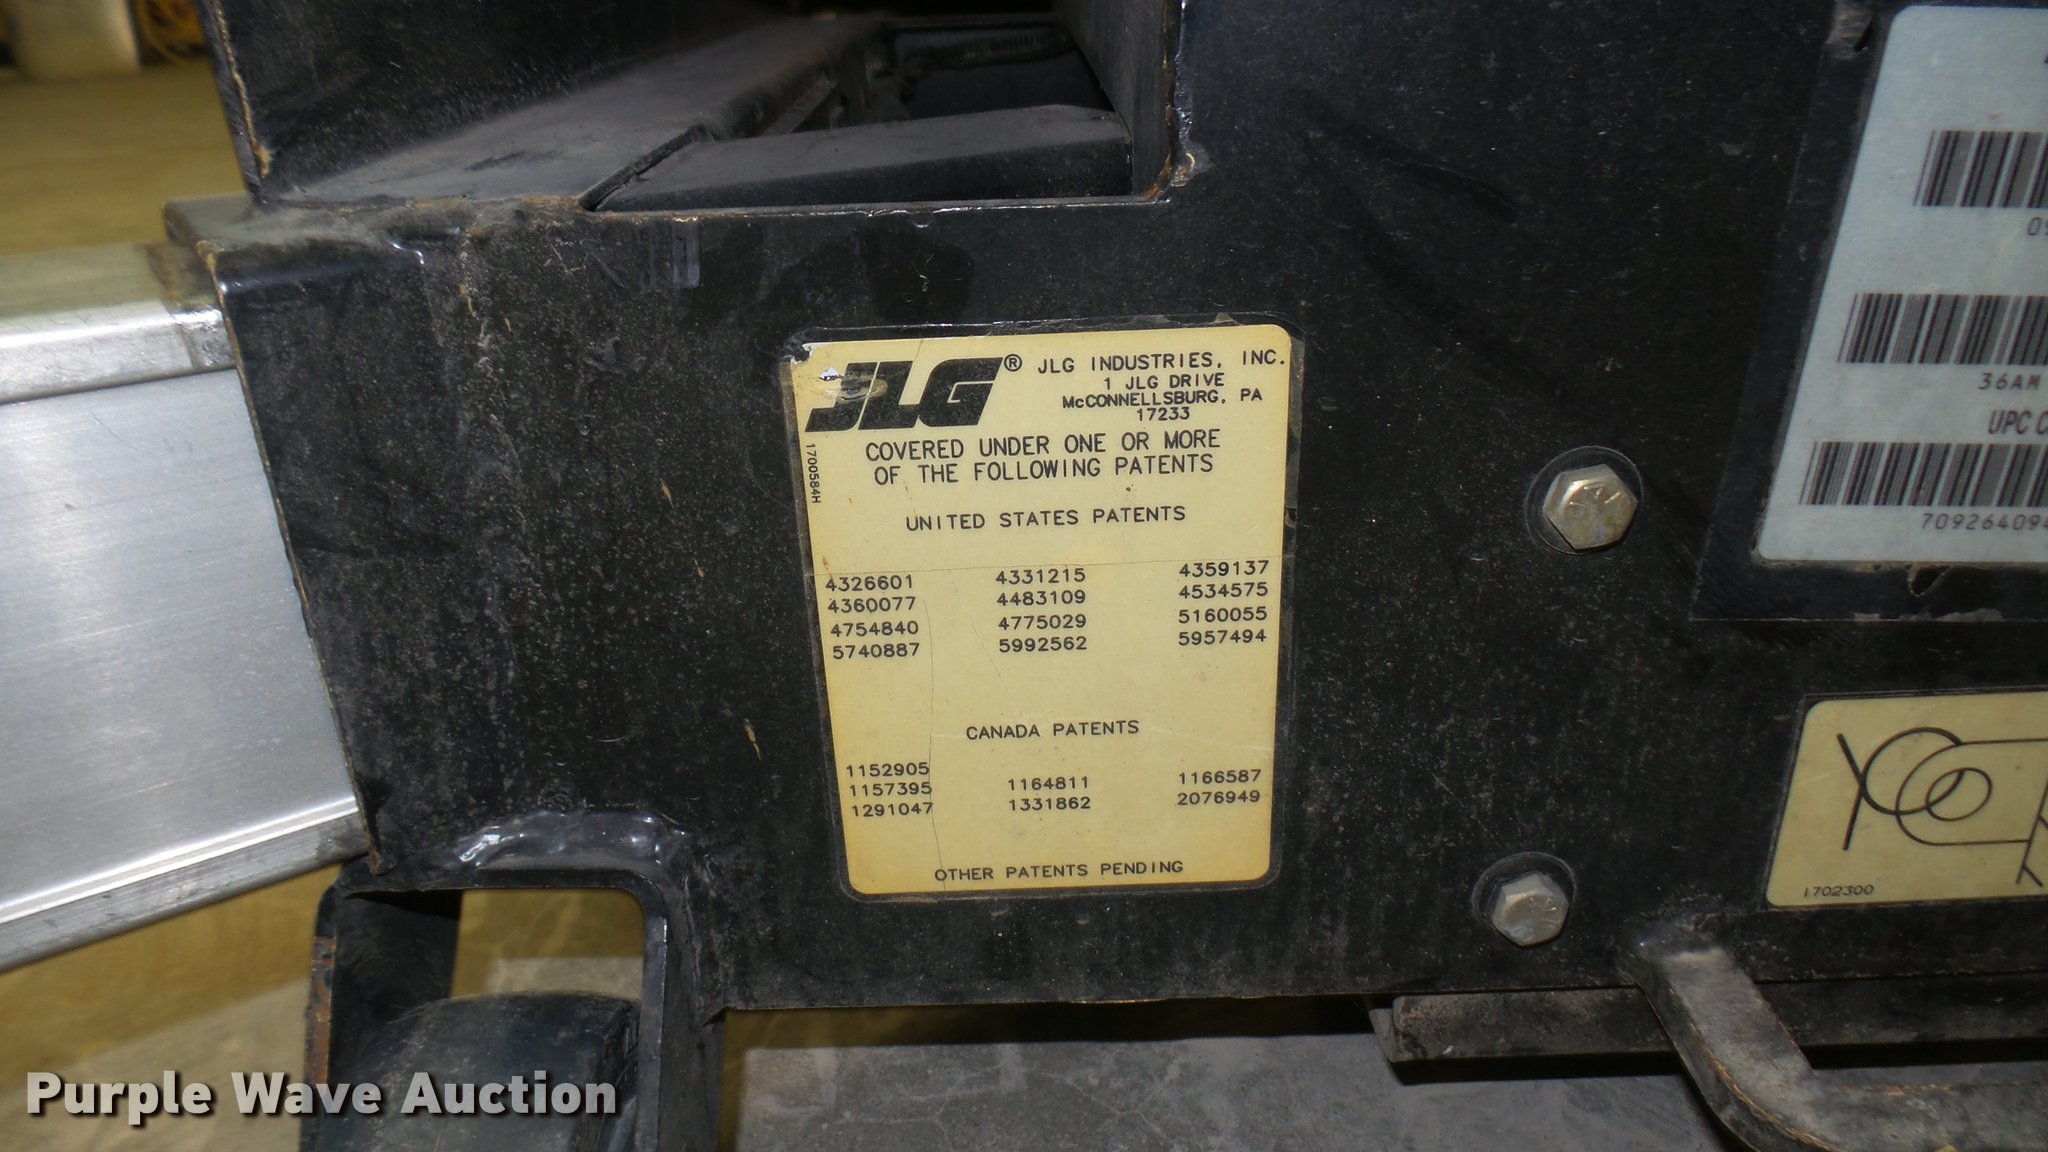 JLG® JLG INDUSTRIES, INC.
1 JLG DRIVE
McCONNELLSBURG, PA
17233
COVERED UNDER ONE OR MORE
OF THE FOLLOWING PATENTS
1700584H
UNITED STATES PATENTS
4326601 4331215 4359137
4360077 4483109 4534575
4754840 4775029 5160055
5740887 5992562 5957494
CANADA PATENTS
1152905
1157395 1164811 1166587
1291047 1331862 2076949
OTHER PATENTS PENDING
36AM
UPC C
709264094
1702300
Purple Wave Auction